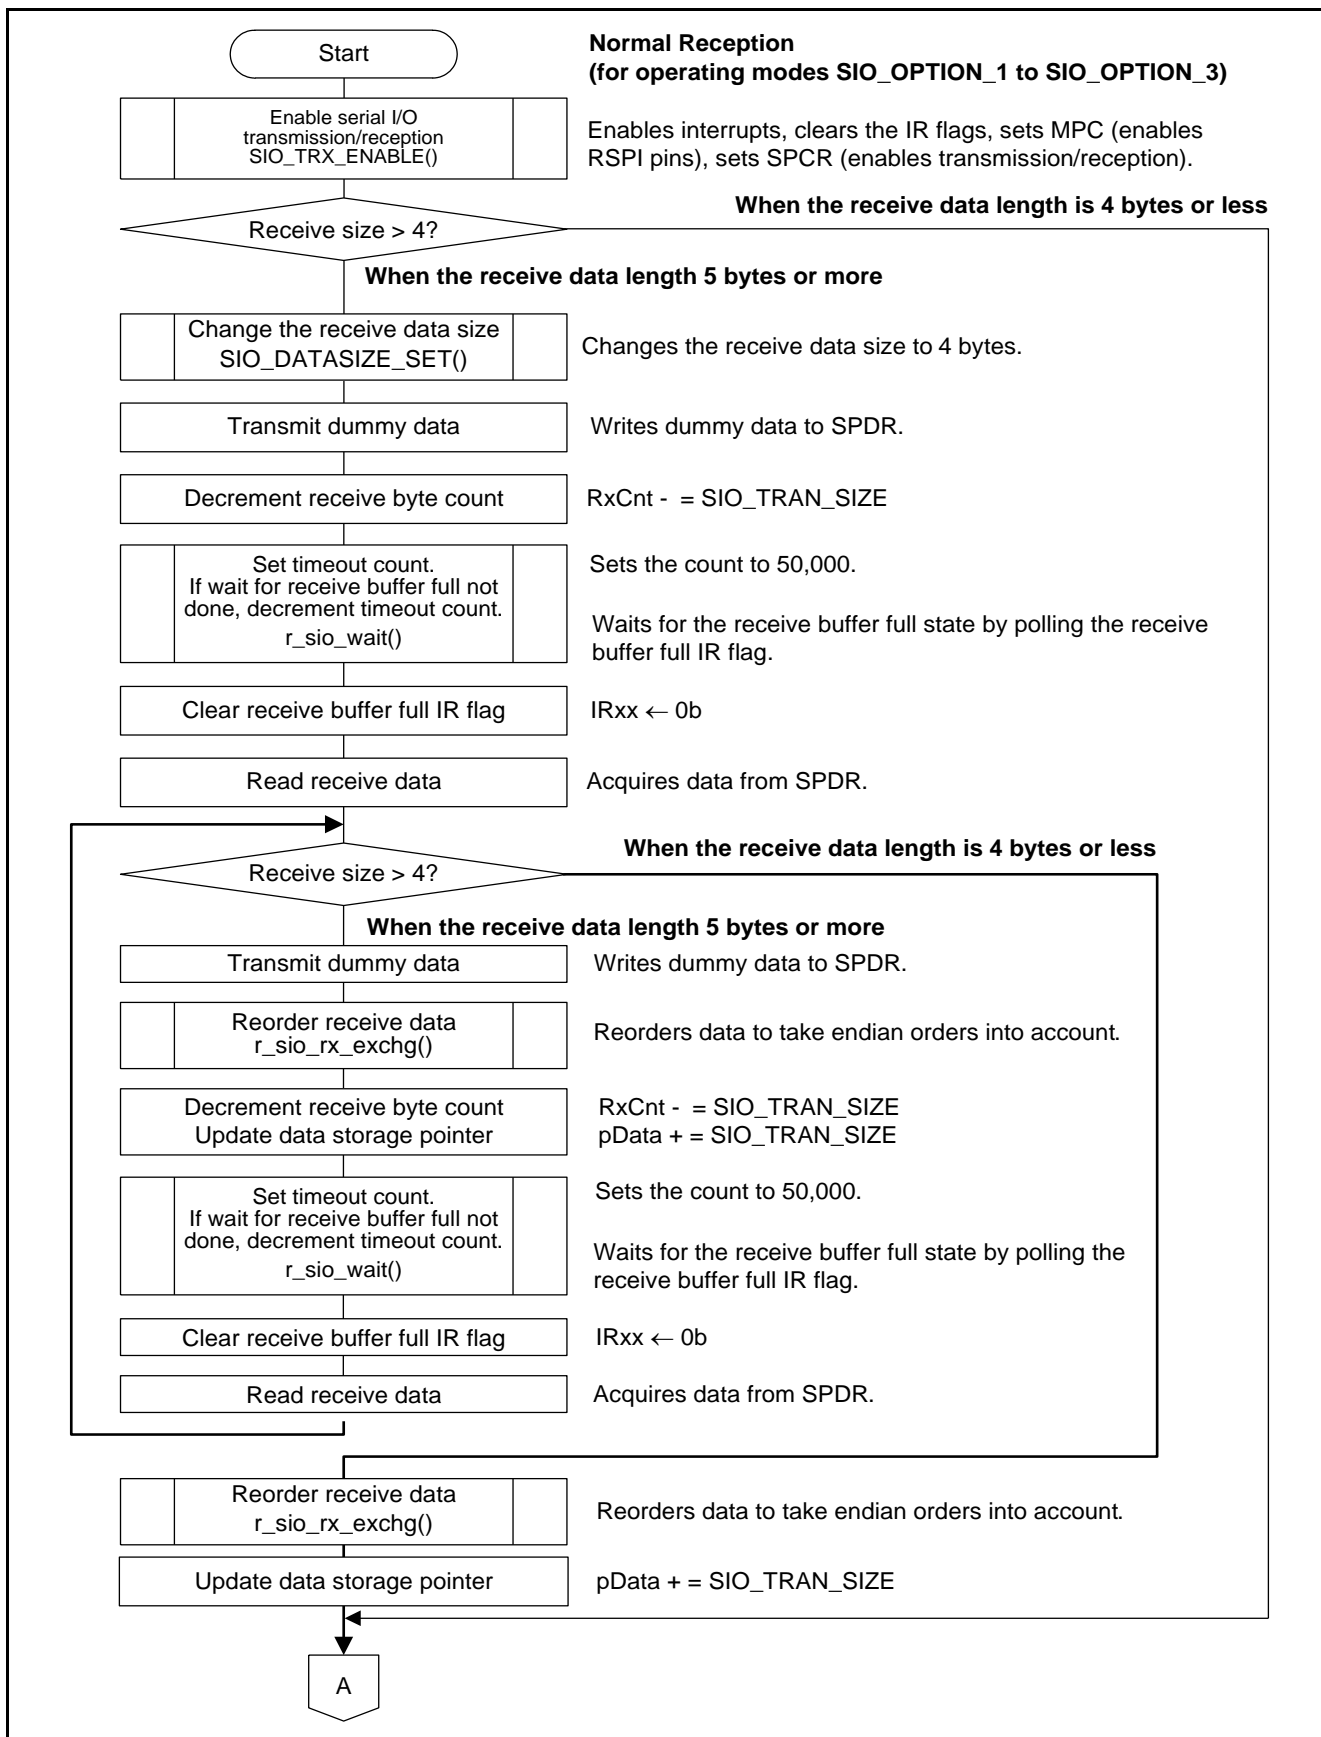 Start
Normal Reception
(for operating modes SIO_OPTION_1 to SIO_OPTION_3)
Enable serial I/O
transmission/reception
SIO_TRX_ENABLE()
Enables interrupts, clears the IR flags, sets MPC (enables
RSPI pins), sets SPCR (enables transmission/reception).
When the receive data length is 4 bytes or less
Receive size > 4?
When the receive data length 5 bytes or more
Change the receive data size
SIO_DATASIZE_SET()
Changes the receive data size to 4 bytes.
Transmit dummy data
Writes dummy data to SPDR.
Decrement receive byte count
RxCnt - = SIO_TRAN_SIZE
Set timeout count.
If wait for receive buffer full not
done, decrement timeout count.
r_sio_wait()
Sets the count to 50,000.
Waits for the receive buffer full state by polling the receive
buffer full IR flag.
Clear receive buffer full IR flag
IRxx ← 0b
Read receive data
Acquires data from SPDR.
When the receive data length is 4 bytes or less
Receive size > 4?
When the receive data length 5 bytes or more
Transmit dummy data
Writes dummy data to SPDR.
Reorder receive data
r_sio_rx_exchg()
Reorders data to take endian orders into account.
Decrement receive byte count
Update data storage pointer
RxCnt - = SIO_TRAN_SIZE
pData + = SIO_TRAN_SIZE
Set timeout count.
If wait for receive buffer full not
done, decrement timeout count.
r_sio_wait()
Sets the count to 50,000.
Waits for the receive buffer full state by polling the
receive buffer full IR flag.
Clear receive buffer full IR flag
IRxx ← 0b
Read receive data
Acquires data from SPDR.
Reorder receive data
r_sio_rx_exchg()
Reorders data to take endian orders into account.
Update data storage pointer
pData + = SIO_TRAN_SIZE
A